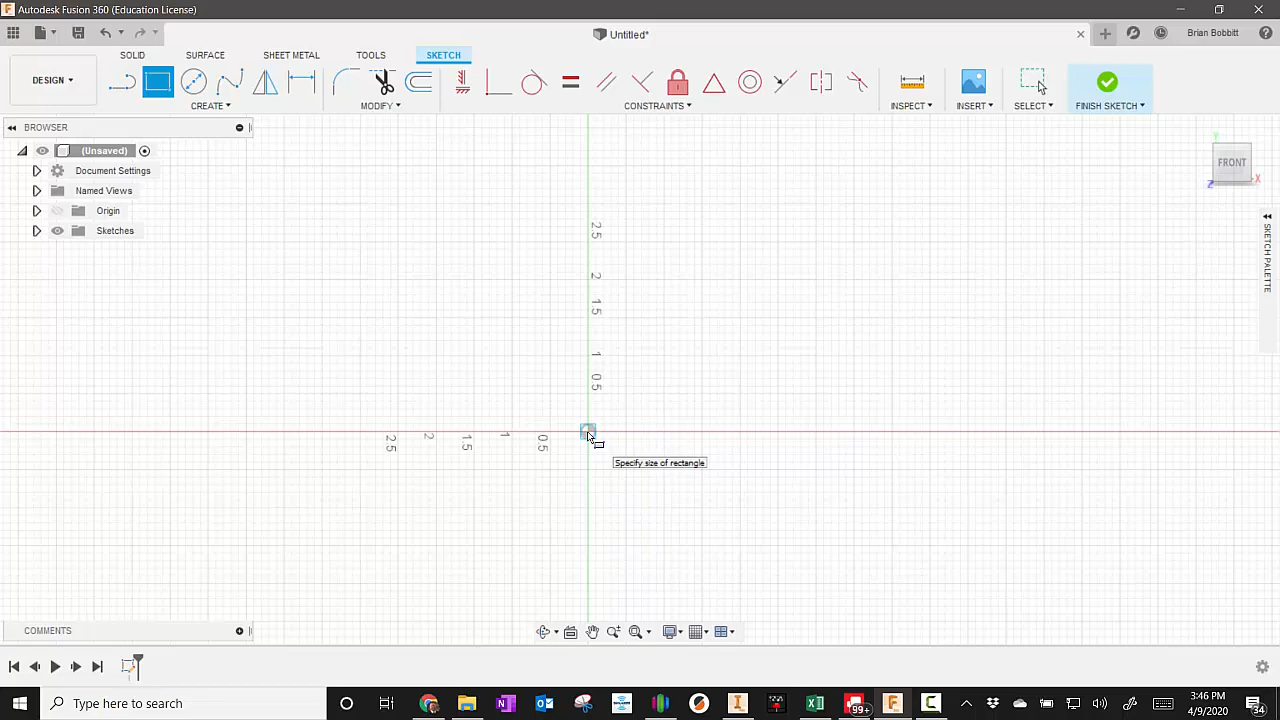 Autodesk Fusion 360 (Education License)
Untitled*
Brian Bobbitt
SOLID SURFACE SHEET METAL TOOLS SKETCH
DESIGN
CREATE MODIFY CONSTRAINTS INSPECT INSERT SELECT FINISH SKETCH
BROWSER
(Unsaved)
Document Settings
Named Views
Origin
Sketches
Y
FRONT
Z X
SKETCH PALETTE
2.5
2
1.5
1
0.5
2.5 2 1.5 1 0.5
Specify size of rectangle
COMMENTS
Type here to search
99+
3:46 PM
4/9/2020
34